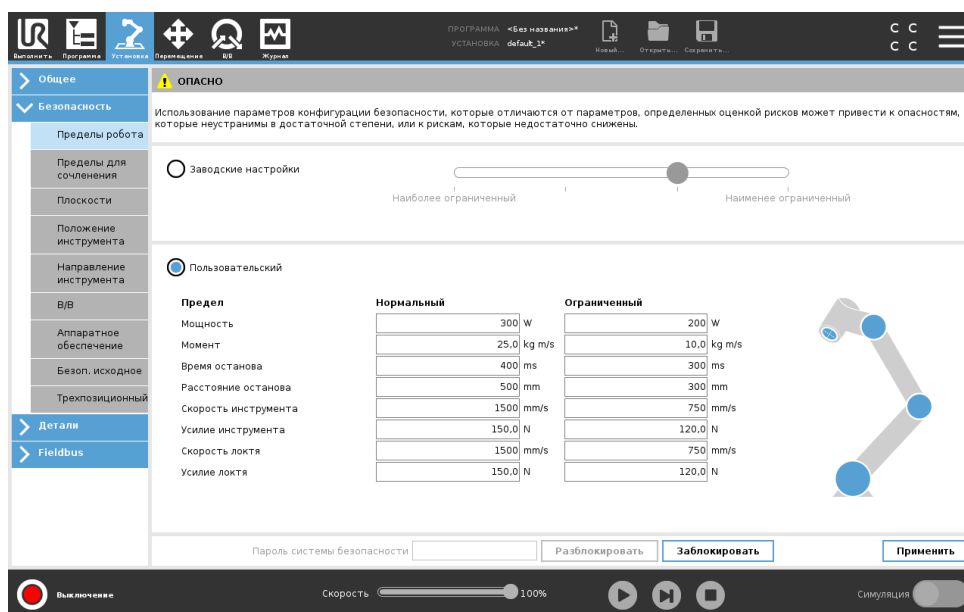 ПРОГРАММА <Без названия>*
УСТАНОВКА default_1*
Выполнить Программа Установка Перемещение В/В Журнал
Новый... Открыть... Сохранить...
C C
C C
Общее
Безопасность
Пределы робота
Пределы для
сочленения
Плоскости
Положение
инструмента
Направление
инструмента
В/В
Аппаратное
обеспечение
Безоп. исходное
Трехпозиционный
Детали
Fieldbus
ОПАСНО
Использование параметров конфигурации безопасности, которые отличаются от параметров, определенных оценкой рисков может привести к опасностям,
которые неустранимы в достаточной степени, или к рискам, которые недостаточно снижены.
Заводские настройки
Наиболее ограниченный Наименее ограниченный
Пользовательский
Предел Нормальный Ограниченный
Мощность 300 W 200 W
Момент 25,0 kg m/s 10,0 kg m/s
Время останова 400 ms 300 ms
Расстояние останова 500 mm 300 mm
Скорость инструмента 1500 mm/s 750 mm/s
Усилие инструмента 150,0 N 120,0 N
Скорость локтя 1500 mm/s 750 mm/s
Усилие локтя 150,0 N 120,0 N
Пароль системы безопасности Разблокировать Заблокировать Применить
Выключение Скорость 100% Симуляция